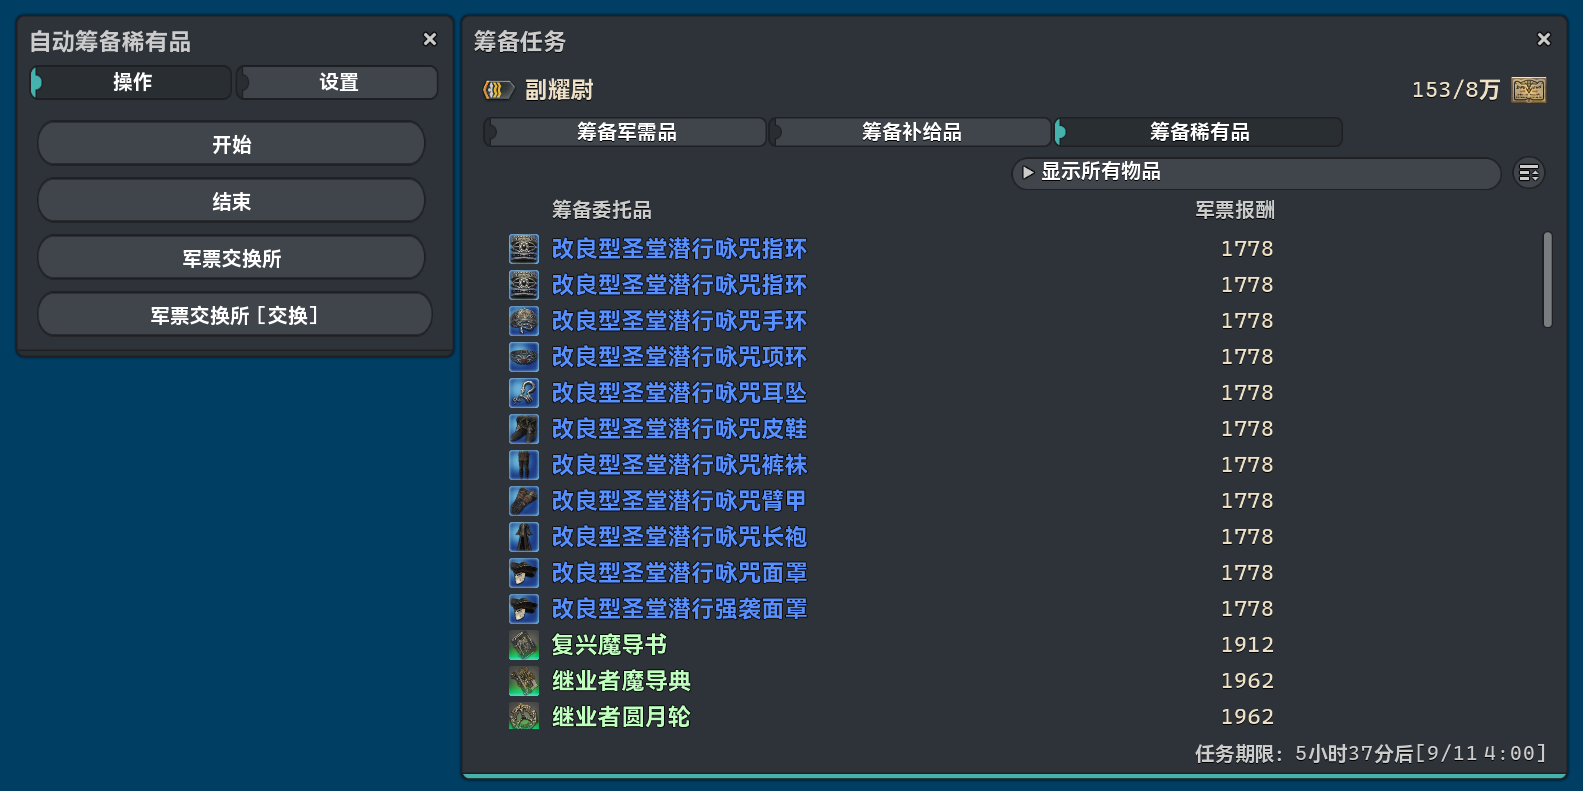 自动筹备稀有品
操作 设置
开始
结束
军票交换所
军票交换所 [交换]
筹备任务
副耀尉 153/8万
筹备军需品 筹备补给品 筹备稀有品
显示所有物品
筹备委托品 军票报酬
改良型圣堂潜行咏咒指环 1778
改良型圣堂潜行咏咒指环 1778
改良型圣堂潜行咏咒手环 1778
改良型圣堂潜行咏咒项环 1778
改良型圣堂潜行咏咒耳坠 1778
改良型圣堂潜行咏咒皮鞋 1778
改良型圣堂潜行咏咒裤袜 1778
改良型圣堂潜行咏咒臂甲 1778
改良型圣堂潜行咏咒长袍 1778
改良型圣堂潜行咏咒面罩 1778
改良型圣堂潜行强袭面罩 1778
复兴魔导书 1912
继业者魔导典 1962
继业者圆月轮 1962
任务期限: 5小时37分后[9/11 4:00]